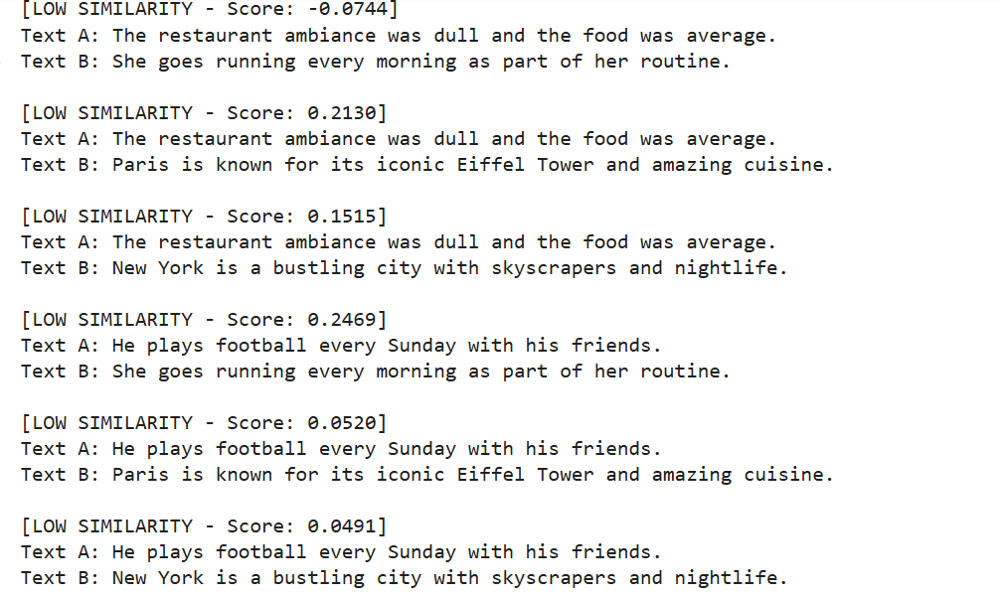 [LOW SIMILARITY - Score: -0.0744]
Text A: The restaurant ambiance was dull and the food was average.
Text B: She goes running every morning as part of her routine.
[LOW SIMILARITY - Score: 0.2130]
Text A: The restaurant ambiance was dull and the food was average.
Text B: Paris is known for its iconic Eiffel Tower and amazing cuisine.
[LOW SIMILARITY - Score: 0.1515]
Text A: The restaurant ambiance was dull and the food was average.
Text B: New York is a bustling city with skyscrapers and nightlife.
[LOW SIMILARITY - Score: 0.2469]
Text A: He plays football every Sunday with his friends.
Text B: She goes running every morning as part of her routine.
[LOW SIMILARITY - Score: 0.0520]
Text A: He plays football every Sunday with his friends.
Text B: Paris is known for its iconic Eiffel Tower and amazing cuisine.
[LOW SIMILARITY - Score: 0.0491]
Text A: He plays football every Sunday with his friends.
Text B: New York is a bustling city with skyscrapers and nightlife.